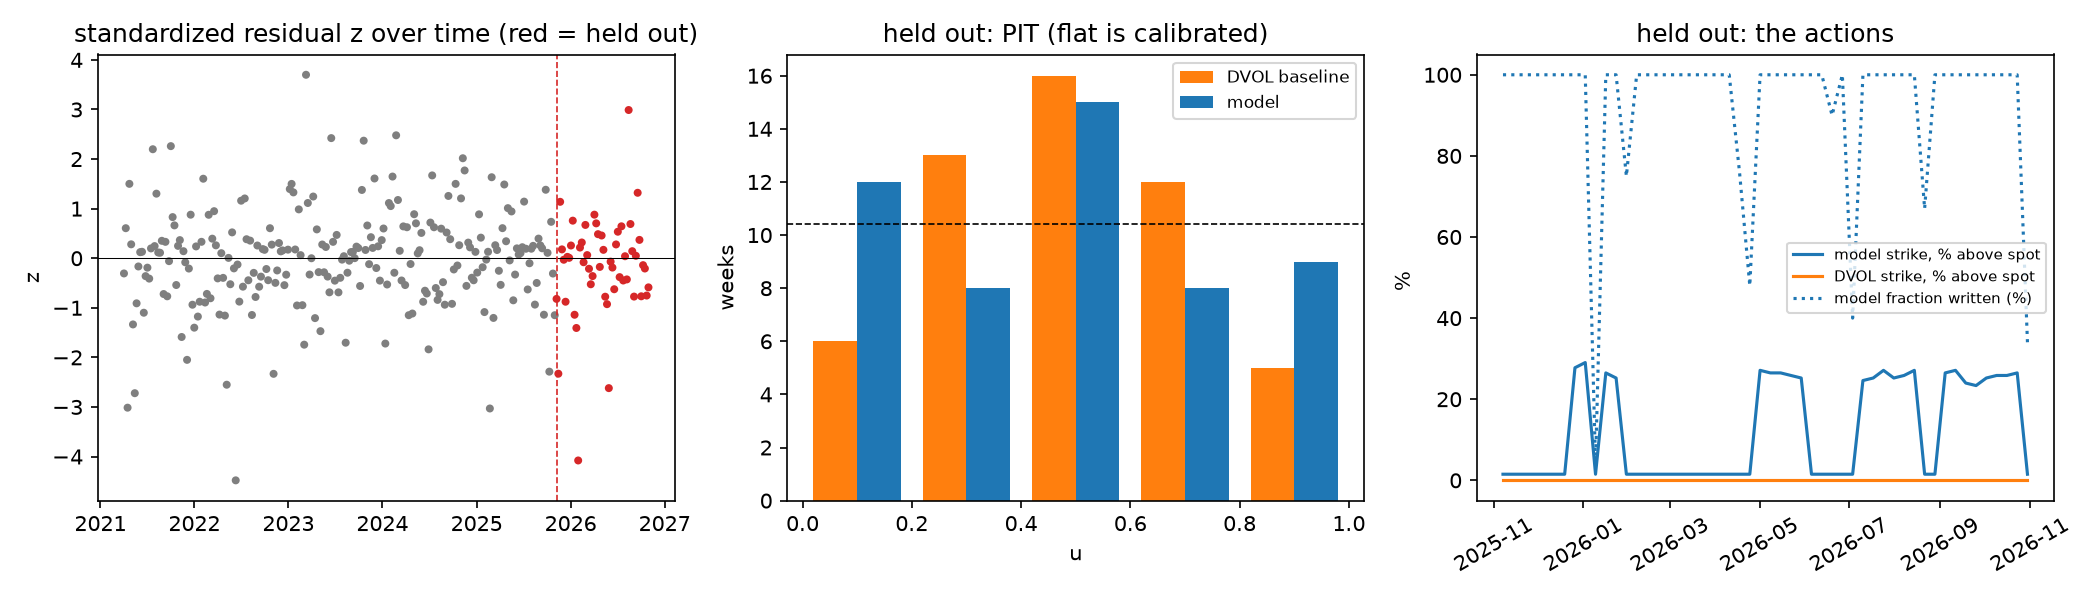 standardized residual z over time (red = held out)
z
4
3
2
1
0
−1
−2
−3
−4
2021 2022 2023 2024 2025 2026 2027
held out: PIT (flat is calibrated)
DVOL baseline
model
weeks
16
14
12
10
8
6
4
2
0
0.0 0.2 0.4 0.6 0.8 1.0
u
held out: the actions
%
100
80
60
40
20
0
model strike, % above spot
DVOL strike, % above spot
model fraction written (%)
2025-11 2026-01 2026-03 2026-05 2026-07 2026-09 2026-11